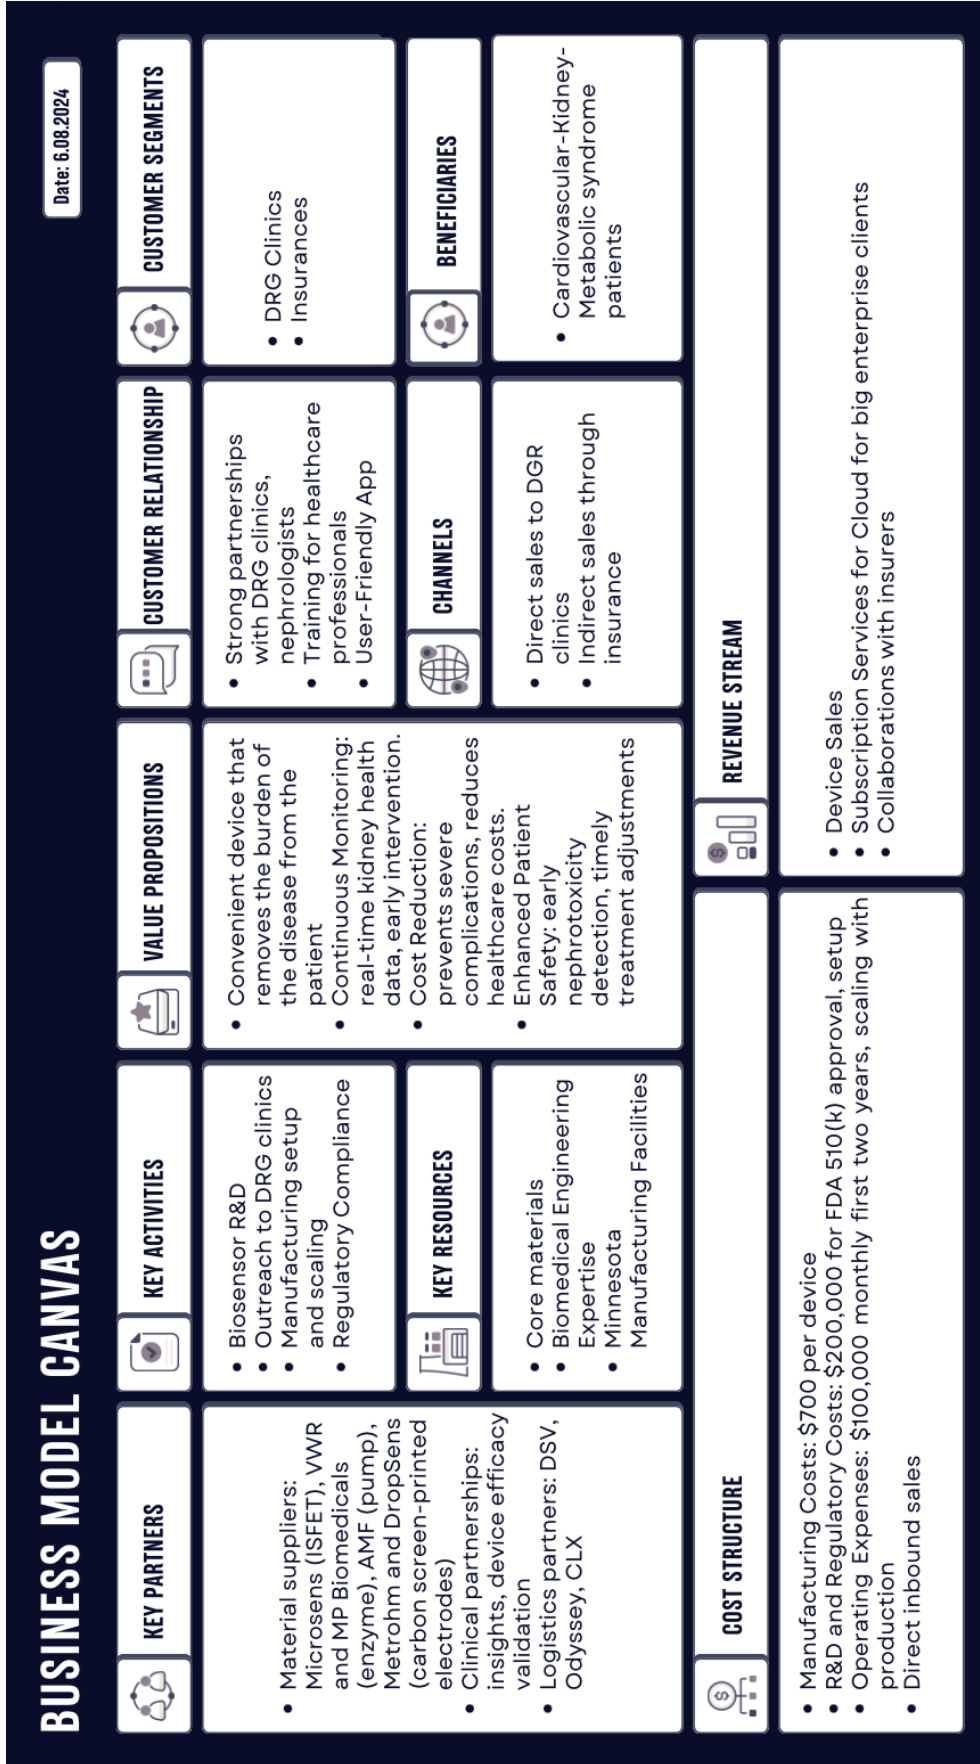 BUSINESS MODEL CANVAS
Date: 6.08.2024
KEY PARTNERS
• Material suppliers:
Microsens (ISFET), VWR
and MP Biomedicals
(enzyme), AMF (pump),
Metrohm and DropSens
(carbon screen-printed
electrodes)
• Clinical partnerships:
insights, device efficacy
validation
• Logistics partners: DSV,
Odyssey, CLX
KEY ACTIVITIES
• Biosensor R&D
• Outreach to DRG clinics
• Manufacturing setup
and scaling
• Regulatory Compliance
KEY RESOURCES
• Core materials
• Biomedical Engineering
Expertise
• Minnesota
Manufacturing Facilities
VALUE PROPOSITIONS
• Convenient device that
removes the burden of
the disease from the
patient
• Continuous Monitoring:
real-time kidney health
data, early intervention.
• Cost Reduction:
prevents severe
complications, reduces
healthcare costs.
• Enhanced Patient
Safety: early
nephrotoxicity
detection, timely
treatment adjustments
CUSTOMER RELATIONSHIP
• Strong partnerships
with DRG clinics,
nephrologists
• Training for healthcare
professionals
• User-Friendly App
CHANNELS
• Direct sales to DGR
clinics
• Indirect sales through
insurance
CUSTOMER SEGMENTS
• DRG Clinics
• Insurances
BENEFICIARIES
• Cardiovascular-Kidney-
Metabolic syndrome
patients
COST STRUCTURE
• Manufacturing Costs: $700 per device
• R&D and Regulatory Costs: $200,000 for FDA 510(k) approval, setup
• Operating Expenses: $100,000 monthly first two years, scaling with
production
• Direct inbound sales
REVENUE STREAM
• Device Sales
• Subscription Services for Cloud for big enterprise clients
• Collaborations with insurers